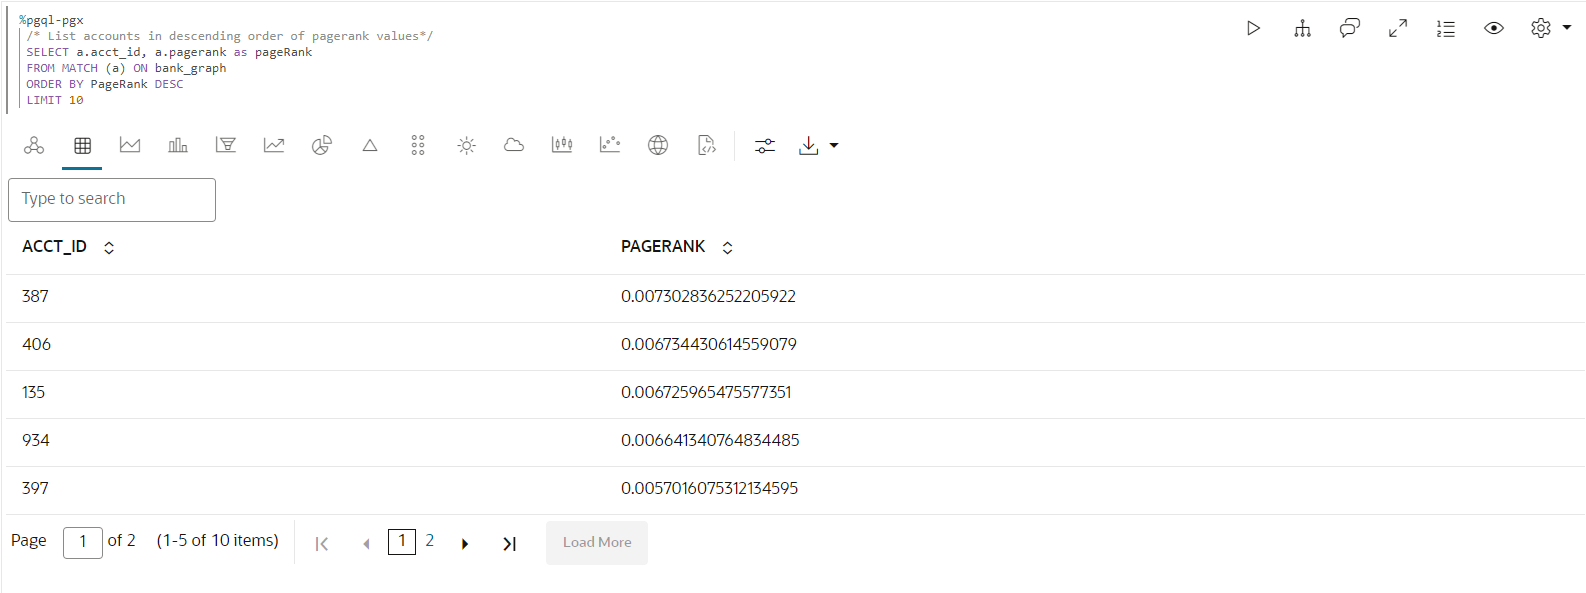 %pgql-pgx
/* List accounts in descending order of pagerank values*/
SELECT a.acct_id, a.pagerank as pageRank
FROM MATCH (a) ON bank_graph
ORDER BY PageRank DESC
LIMIT 10
Type to search
ACCT_ID PAGERANK
387 0.007302836252205922
406 0.006734430614559079
135 0.006725965475577351
934 0.006641340764834485
397 0.0057016075312134595
Page 1 of 2 (1-5 of 10 items) 1 2 Load More